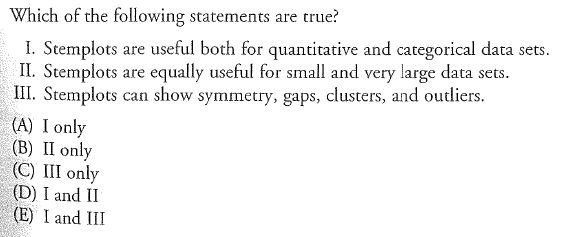 Which of the following statements are true?
I. Stemplots are useful both for quantitative and categorical data sets.
II. Stemplots are equally useful for small and very large data sets.
III. Stemplots can show symmetry, gaps, clusters, and outliers.
(A) I only
(B) II only
(C) III only
(D) I and II
(E) I and III